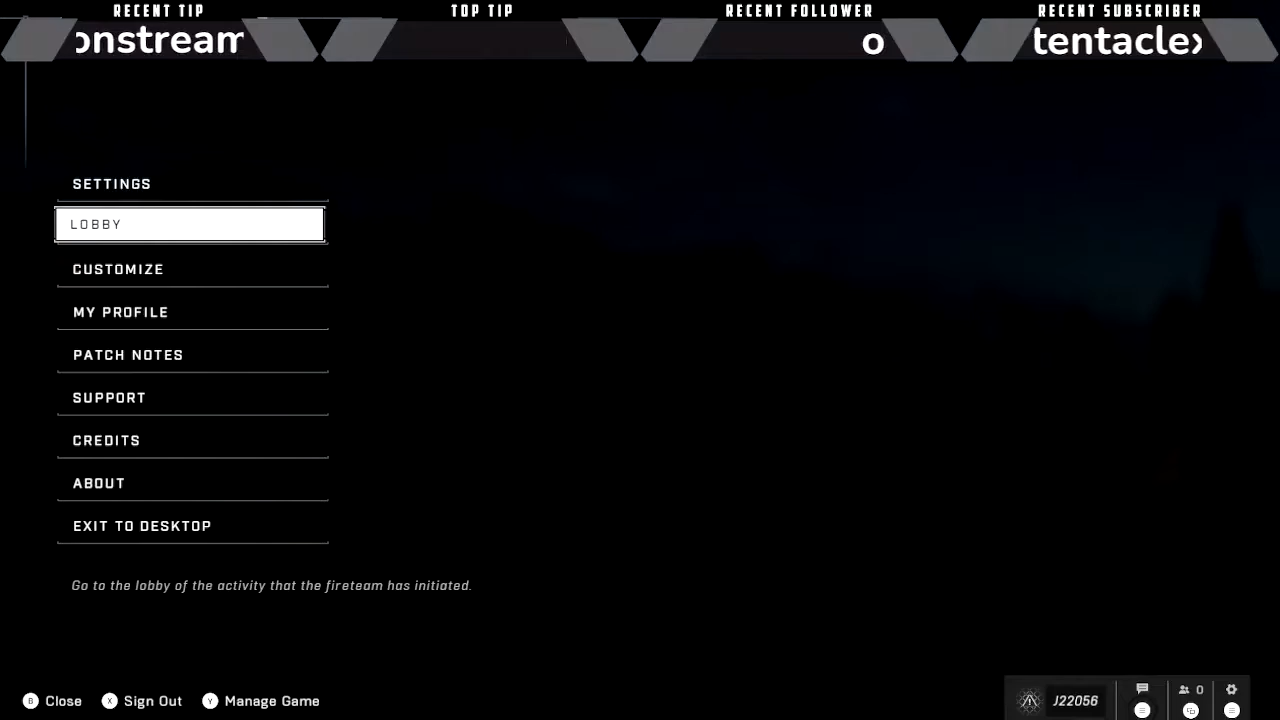 RECENT TIP TOP TIP RECENT FOLLOWER RECENT SUBSCRIBER
onstream o tentaclex
SETTINGS
LOBBY
CUSTOMIZE
MY PROFILE
PATCH NOTES
SUPPORT
CREDITS
ABOUT
EXIT TO DESKTOP
Go to the lobby of the activity that the fireteam has initiated.
B Close X Sign Out Y Manage Game J22056 0